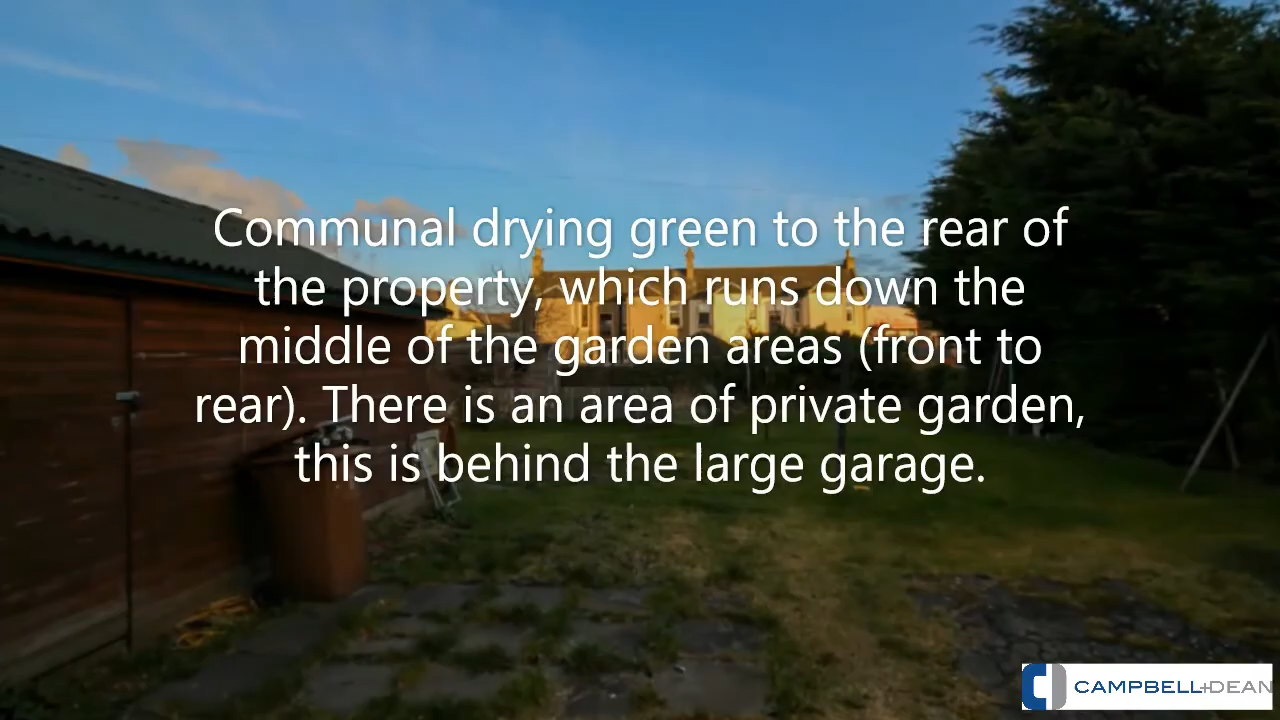 Communal drying green to the rear of
the property, which runs down the
middle of the garden areas (front to
rear). There is an area of private garden,
this is behind the large garage.
CAMPBELL+DEAN